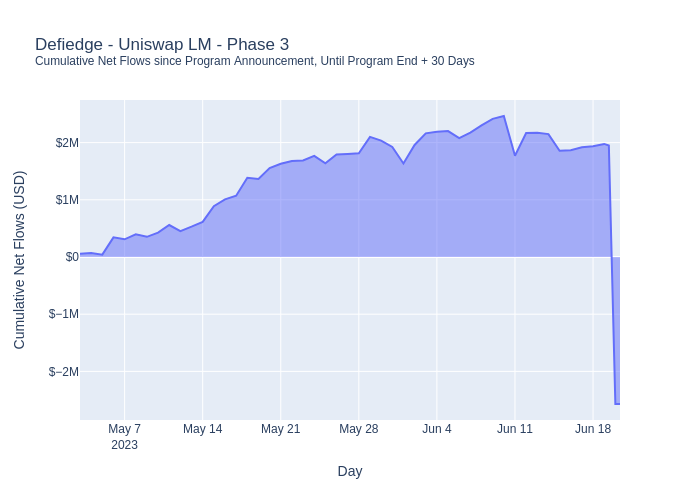 Defiedge - Uniswap LM - Phase 3
Cumulative Net Flows since Program Announcement, Until Program End + 30 Days
Cumulative Net Flows (USD)
$2M
$1M
$0
$−1M
$−2M
May 7
2023
May 14
May 21
May 28
Jun 4
Jun 11
Jun 18
Day